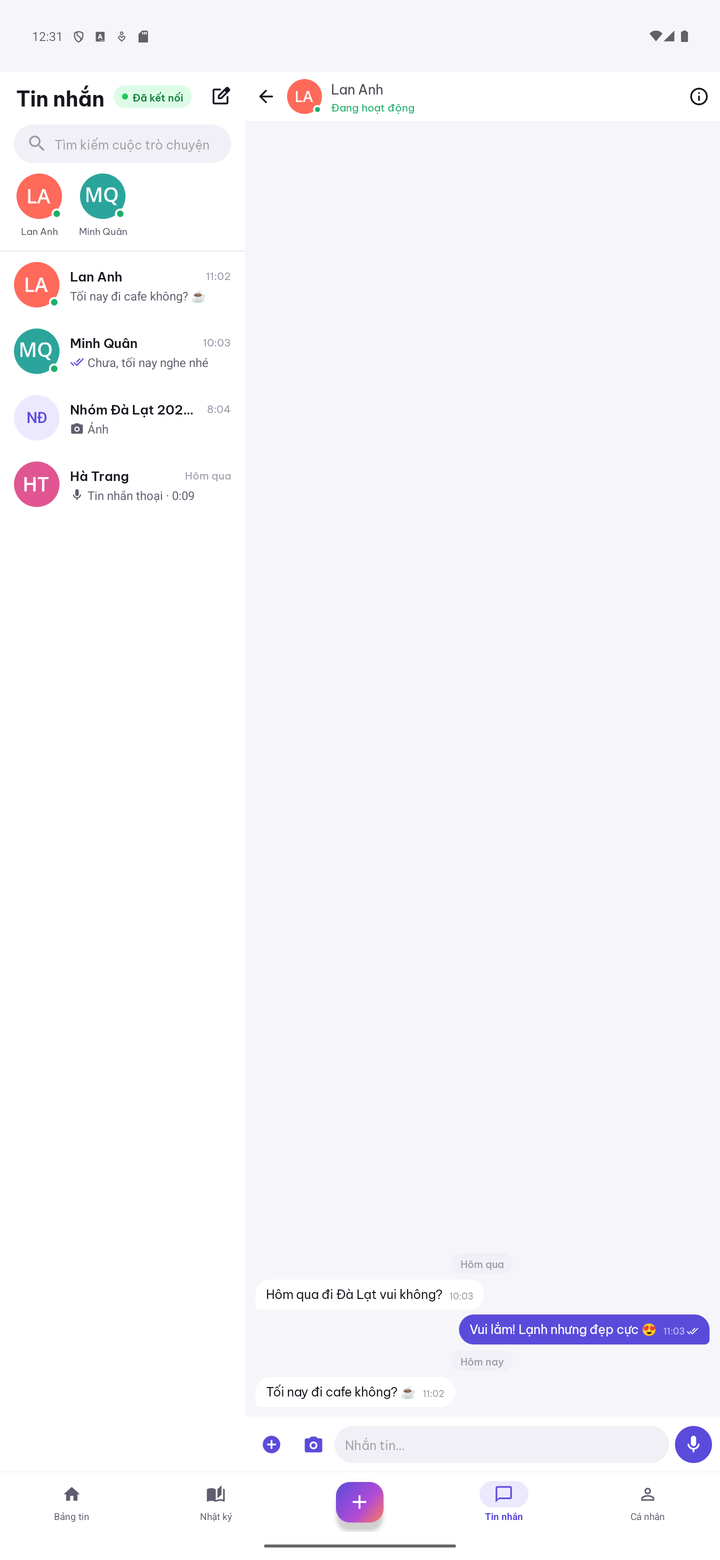 12:31
Tin nhắn
Đã kết nối
Tìm kiếm cuộc trò chuyện
LA
MQ
Lan Anh
Minh Quân
LA
Lan Anh
11:02
Tối nay đi cafe không? ☕
MQ
Minh Quân
10:03
Chưa, tối nay nghe nhé
NĐ
Nhóm Đà Lạt 202...
8:04
Ảnh
HT
Hà Trang
Hôm qua
Tin nhắn thoại · 0:09
LA
Lan Anh
Đang hoạt động
Hôm qua
Hôm qua đi Đà Lạt vui không? 10:03
Vui lắm! Lạnh nhưng đẹp cực 😍 11:03
Hôm nay
Tối nay đi cafe không? ☕ 11:02
Nhắn tin...
Bảng tin
Nhật ký
Tin nhắn
Cá nhân